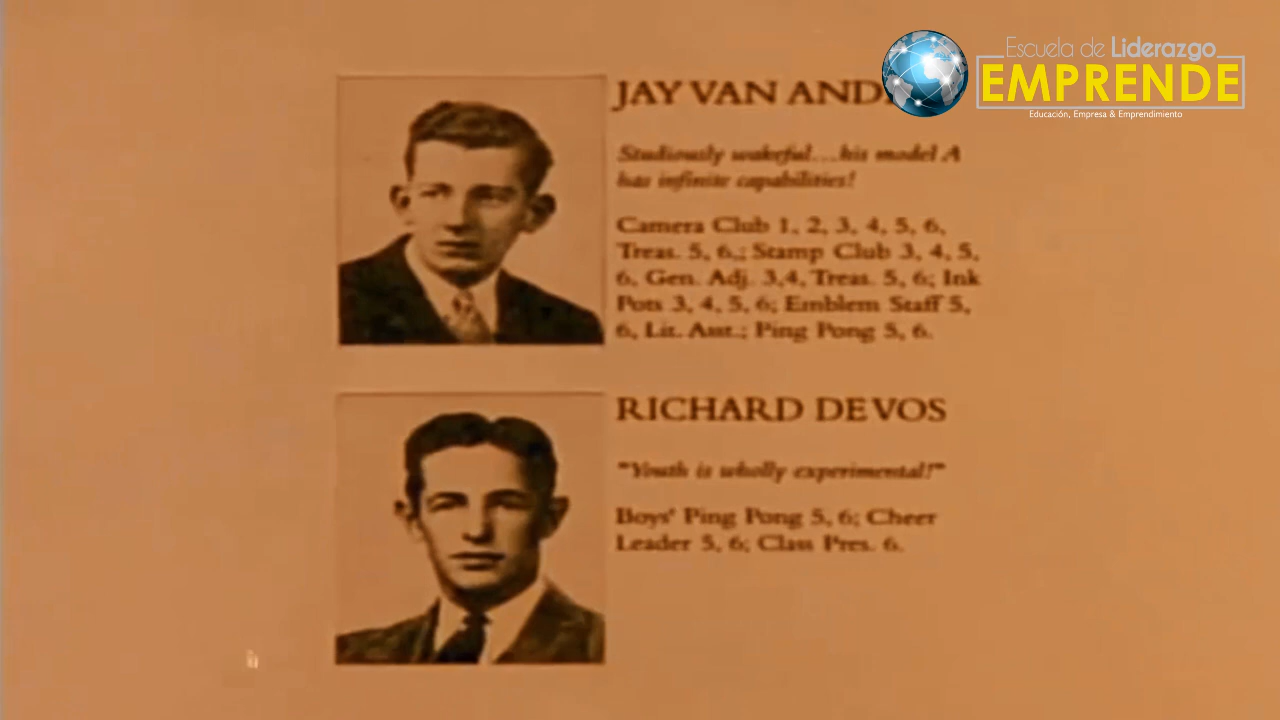 JAY VAN AND
Studiously wakeful...his model A
has infinite capabilities!
Camera Club 1, 2, 3, 4, 5, 6,
Treas. 5, 6,; Stamp Club 3, 4, 5,
6, Gen. Adj. 3,4, Treas. 5, 6; Ink
Pots 3, 4, 5, 6; Emblem Staff 5,
6, Lit. Asst.; Ping Pong 5, 6.
RICHARD DEVOS
"Youth is wholly experimental!"
Boys' Ping Pong 5, 6; Cheer
Leader 5, 6; Class Pres. 6.
Escuela de Liderazgo
EMPRENDE
Educación, Empresa & Emprendimiento